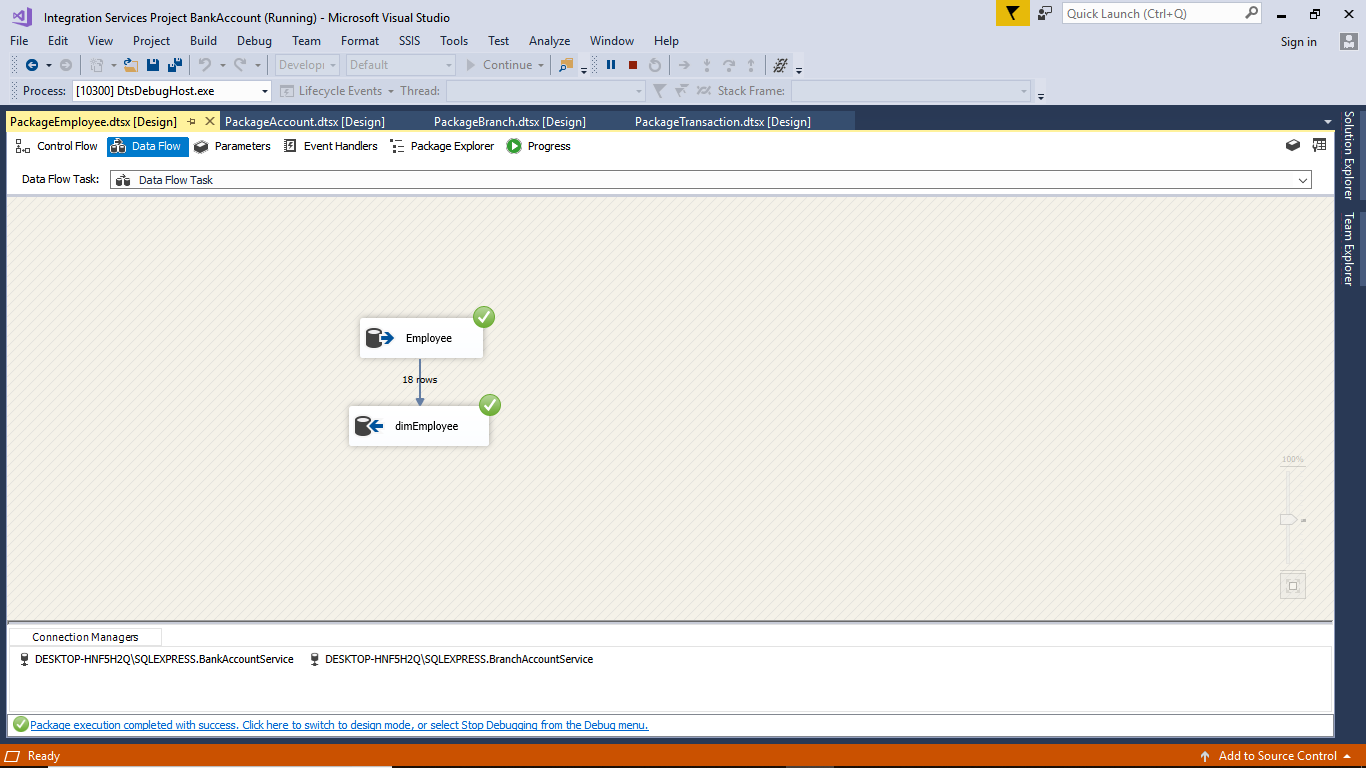 Integration Services Project BankAccount (Running) - Microsoft Visual Studio
Quick Launch (Ctrl+Q)
File Edit View Project Build Debug Team Format SSIS Tools Test Analyze Window Help
Sign in
Develop Default Continue
Process: [10300] DtsDebugHost.exe Lifecycle Events Thread: Stack Frame:
PackageEmployee.dtsx [Design] PackageAccount.dtsx [Design] PackageBranch.dtsx [Design] PackageTransaction.dtsx [Design]
Control Flow Data Flow Parameters Event Handlers Package Explorer Progress
Data Flow Task: Data Flow Task
Solution Explorer
Team Explorer
Employee
18 rows
dimEmployee
100%
Connection Managers
DESKTOP-HNF5H2Q\SQLEXPRESS.BankAccountService DESKTOP-HNF5H2Q\SQLEXPRESS.BranchAccountService
Package execution completed with success. Click here to switch to design mode, or select Stop Debugging from the Debug menu.
Ready
Add to Source Control